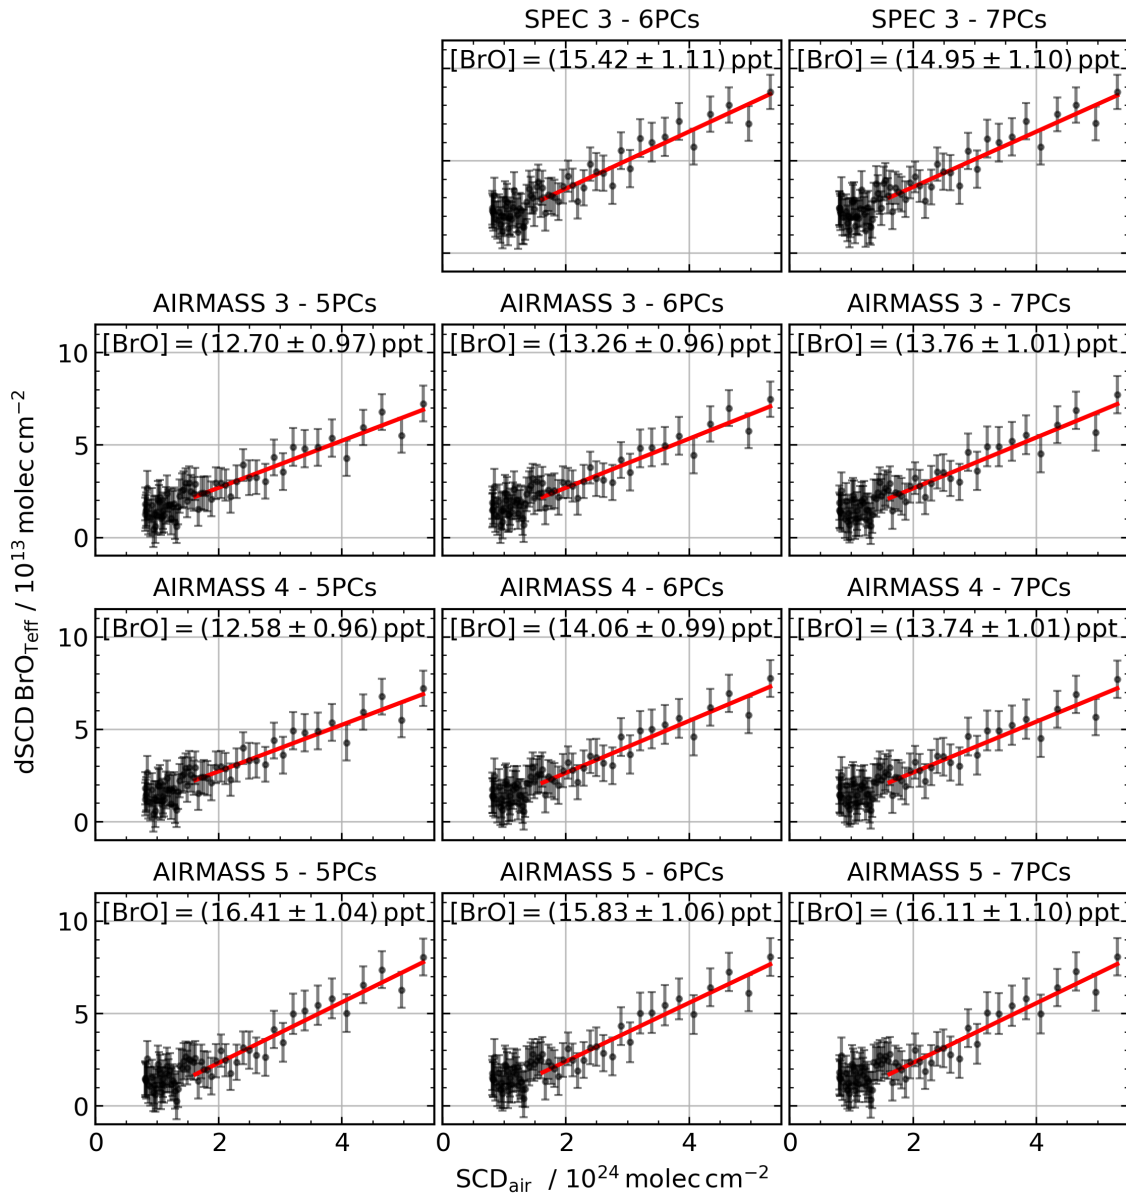 SPEC 3 - 6PCs
SPEC 3 - 7PCs
[BrO] = (15.42 ± 1.11) ppt
[BrO] = (14.95 ± 1.10) ppt
AIRMASS 3 - 5PCs
AIRMASS 3 - 6PCs
AIRMASS 3 - 7PCs
[BrO] = (12.70 ± 0.97) ppt
[BrO] = (13.26 ± 0.96) ppt
[BrO] = (13.76 ± 1.01) ppt
10
5
0
AIRMASS 4 - 5PCs
AIRMASS 4 - 6PCs
AIRMASS 4 - 7PCs
[BrO] = (12.58 ± 0.96) ppt
[BrO] = (14.06 ± 0.99) ppt
[BrO] = (13.74 ± 1.01) ppt
10
5
0
AIRMASS 5 - 5PCs
AIRMASS 5 - 6PCs
AIRMASS 5 - 7PCs
[BrO] = (16.41 ± 1.04) ppt
[BrO] = (15.83 ± 1.06) ppt
[BrO] = (16.11 ± 1.10) ppt
10
5
0
0 2 4 0 2 4 0 2 4
dSCD BrO_Teff / 10^13 molec cm^−2
SCD_air / 10^24 molec cm^−2